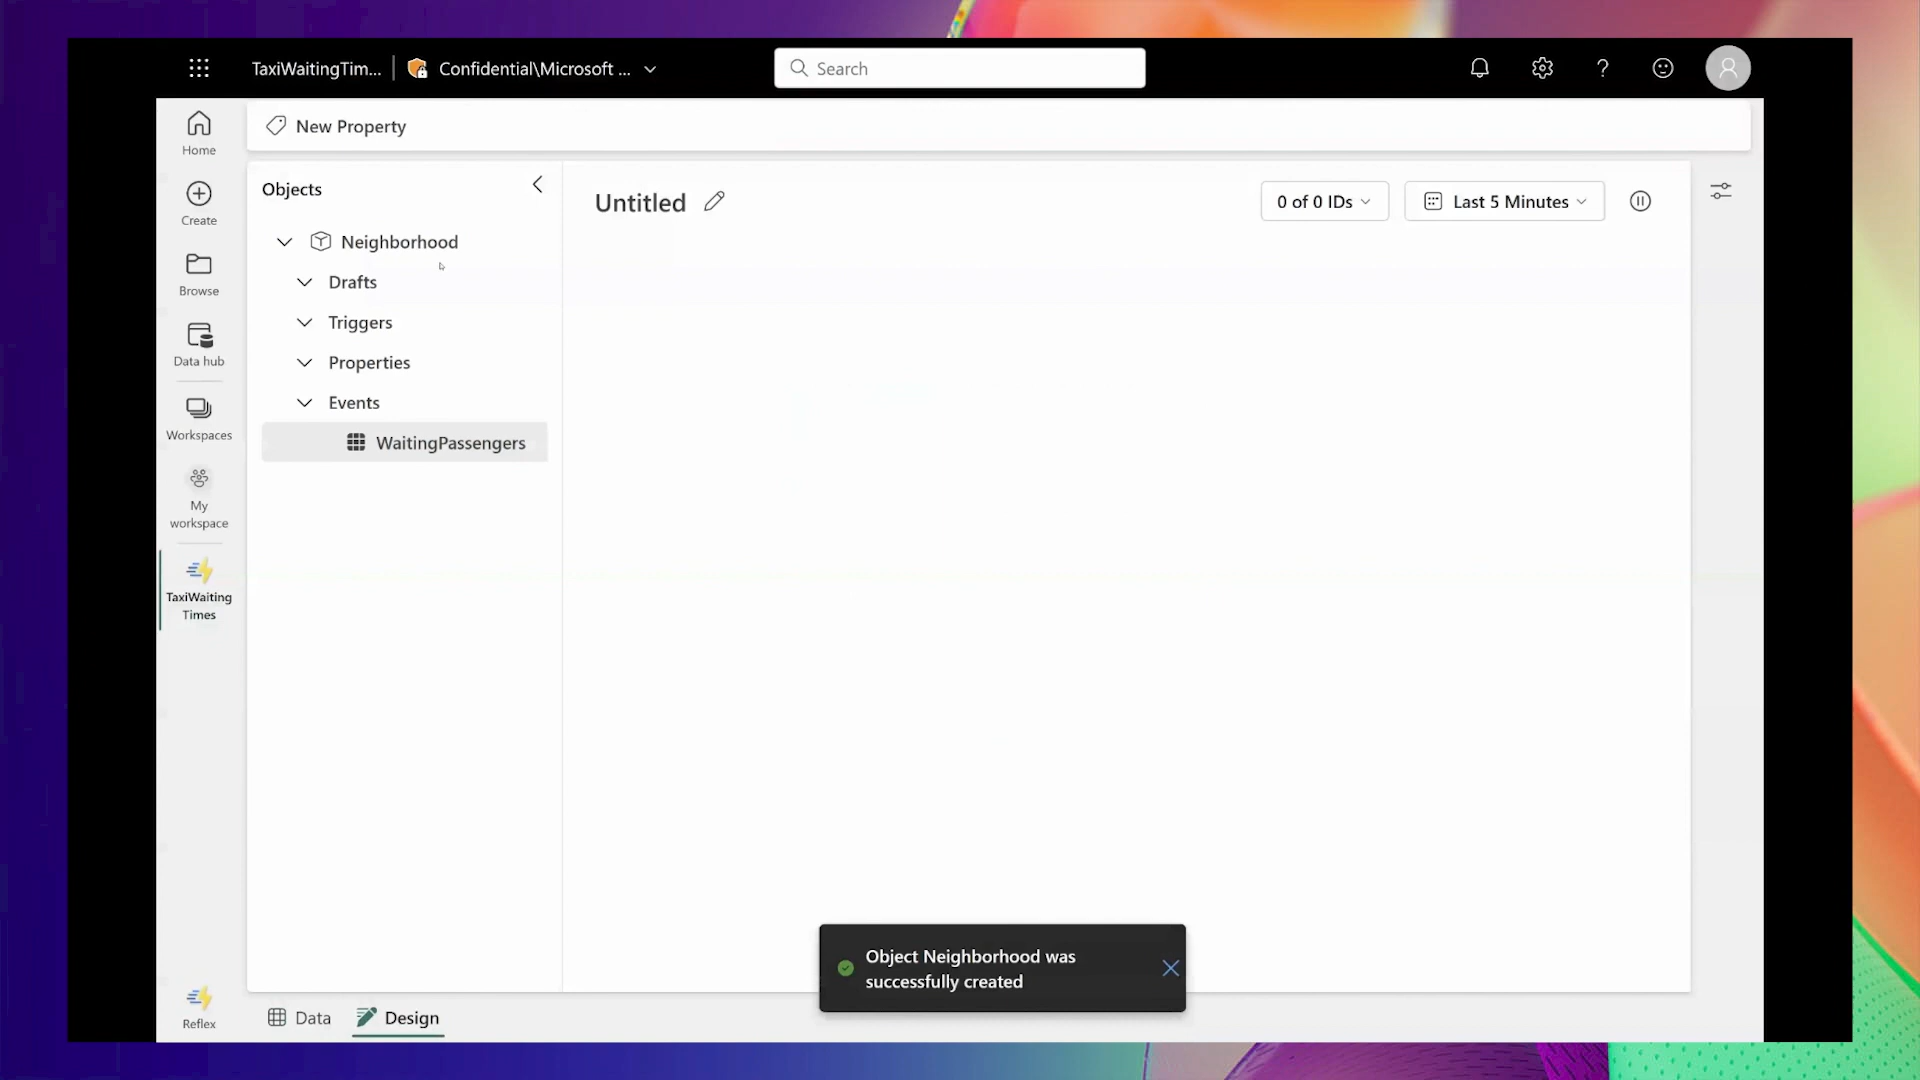 TaxiWaitingTim...
Confidential\Microsoft ...
Search
Home
Create
Browse
Data hub
Workspaces
My
workspace
TaxiWaiting
Times
Reflex
New Property
Objects
Neighborhood
Drafts
Triggers
Properties
Events
WaitingPassengers
Untitled
0 of 0 IDs
Last 5 Minutes
Object Neighborhood was
successfully created
Data
Design